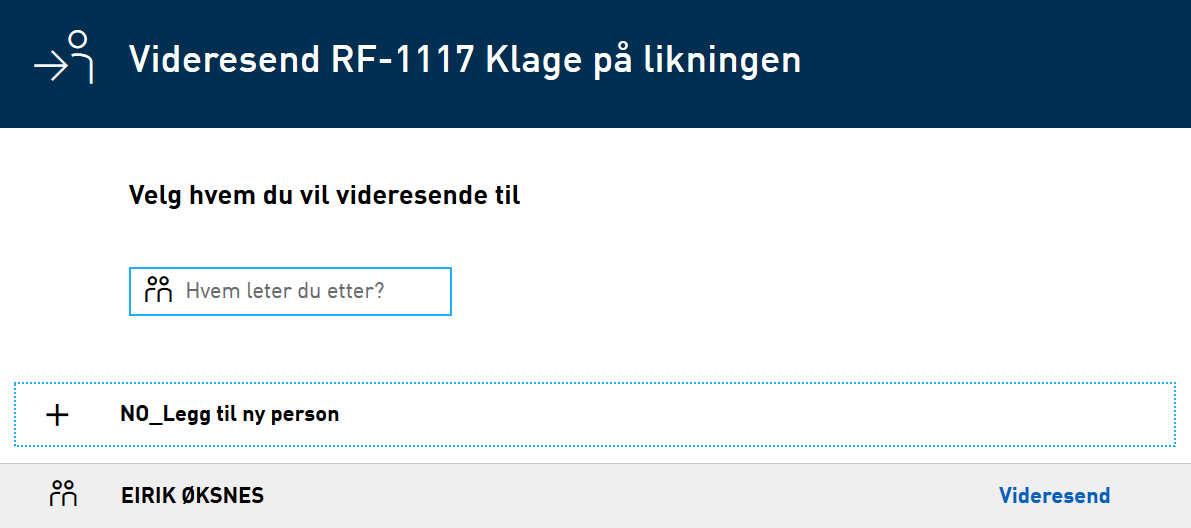 Videresend RF-1117 Klage på likningen
Velg hvem du vil videresende til
Hvem leter du etter?
NO_Legg til ny person
EIRIK ØKSNES Videresend